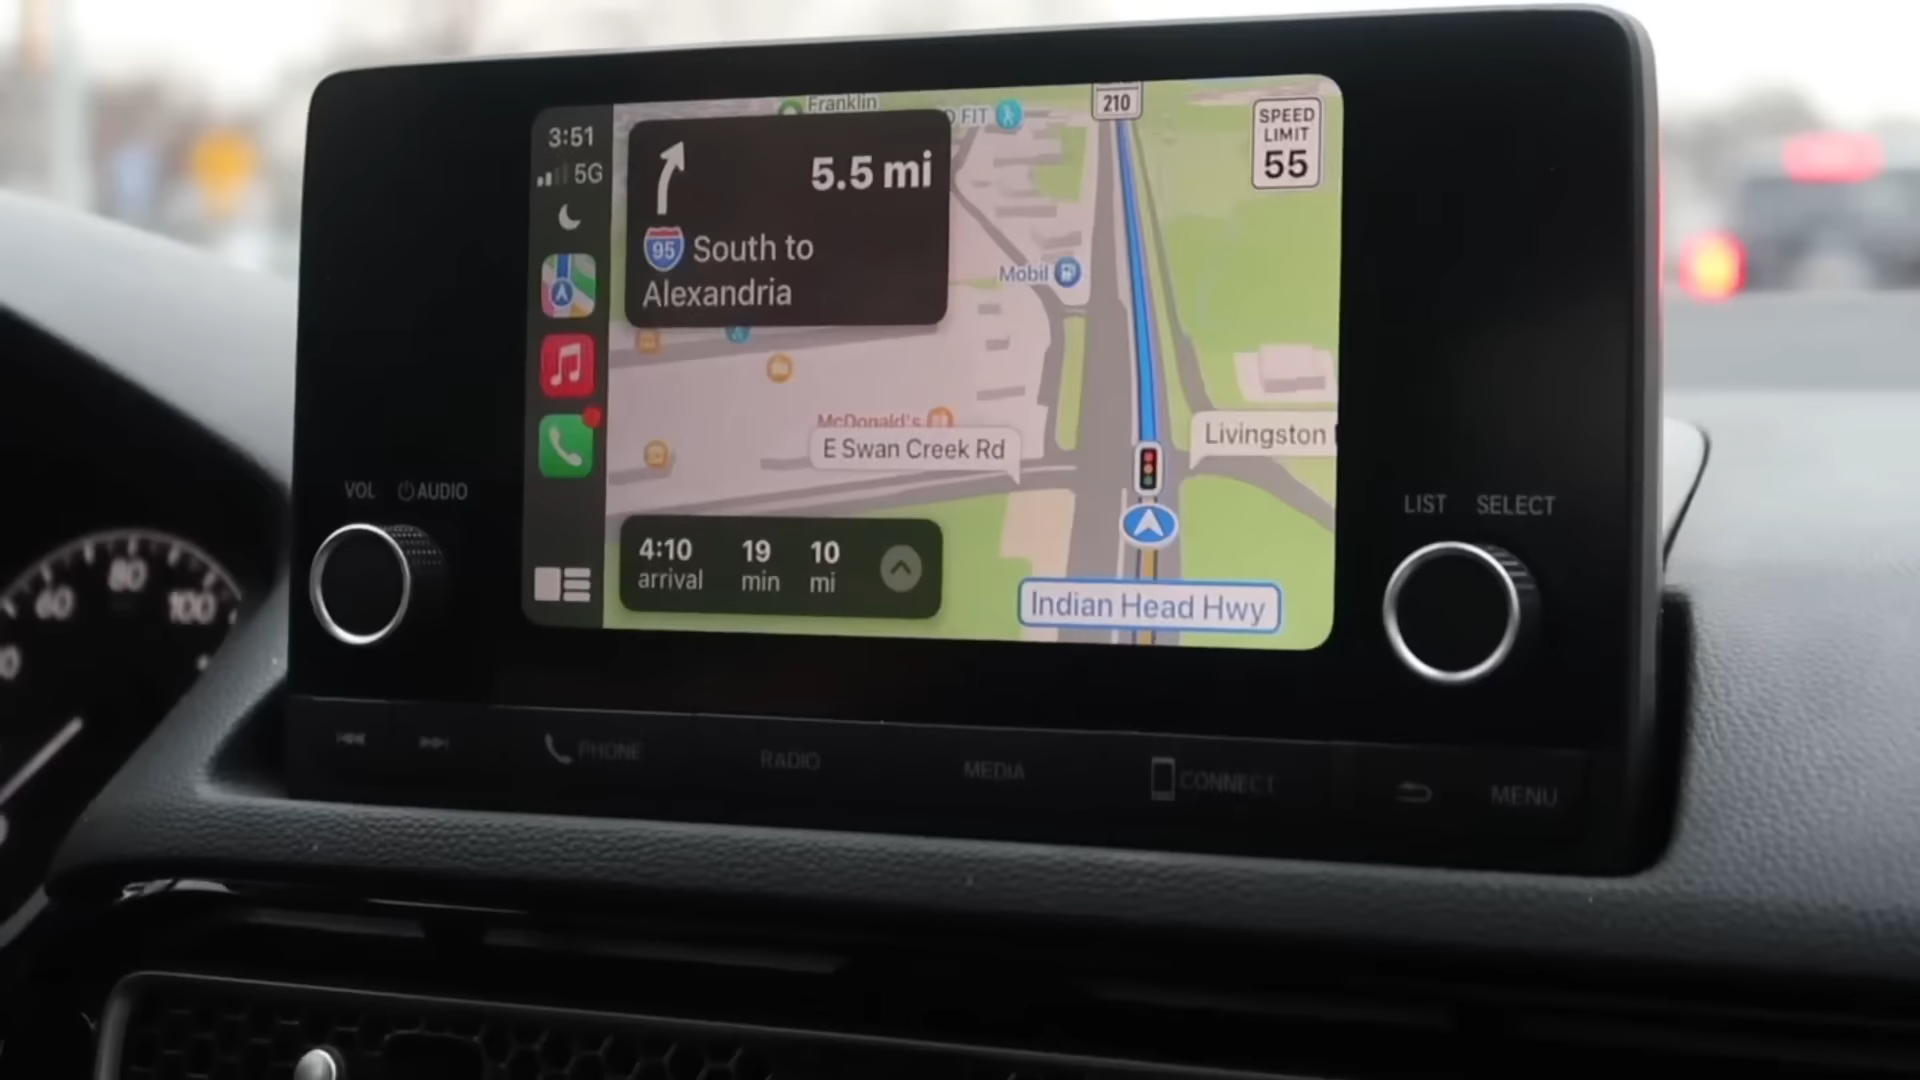 Franklin
FIT
210
SPEED
LIMIT
55
3:51
5G
5.5 mi
95 South to
Alexandria
Mobil
McDonald's
E Swan Creek Rd
Livingston
VOL AUDIO
LIST SELECT
4:10 19 10
arrival min mi
Indian Head Hwy
60 80 100
PHONE RADIO MEDIA CONNECT MENU